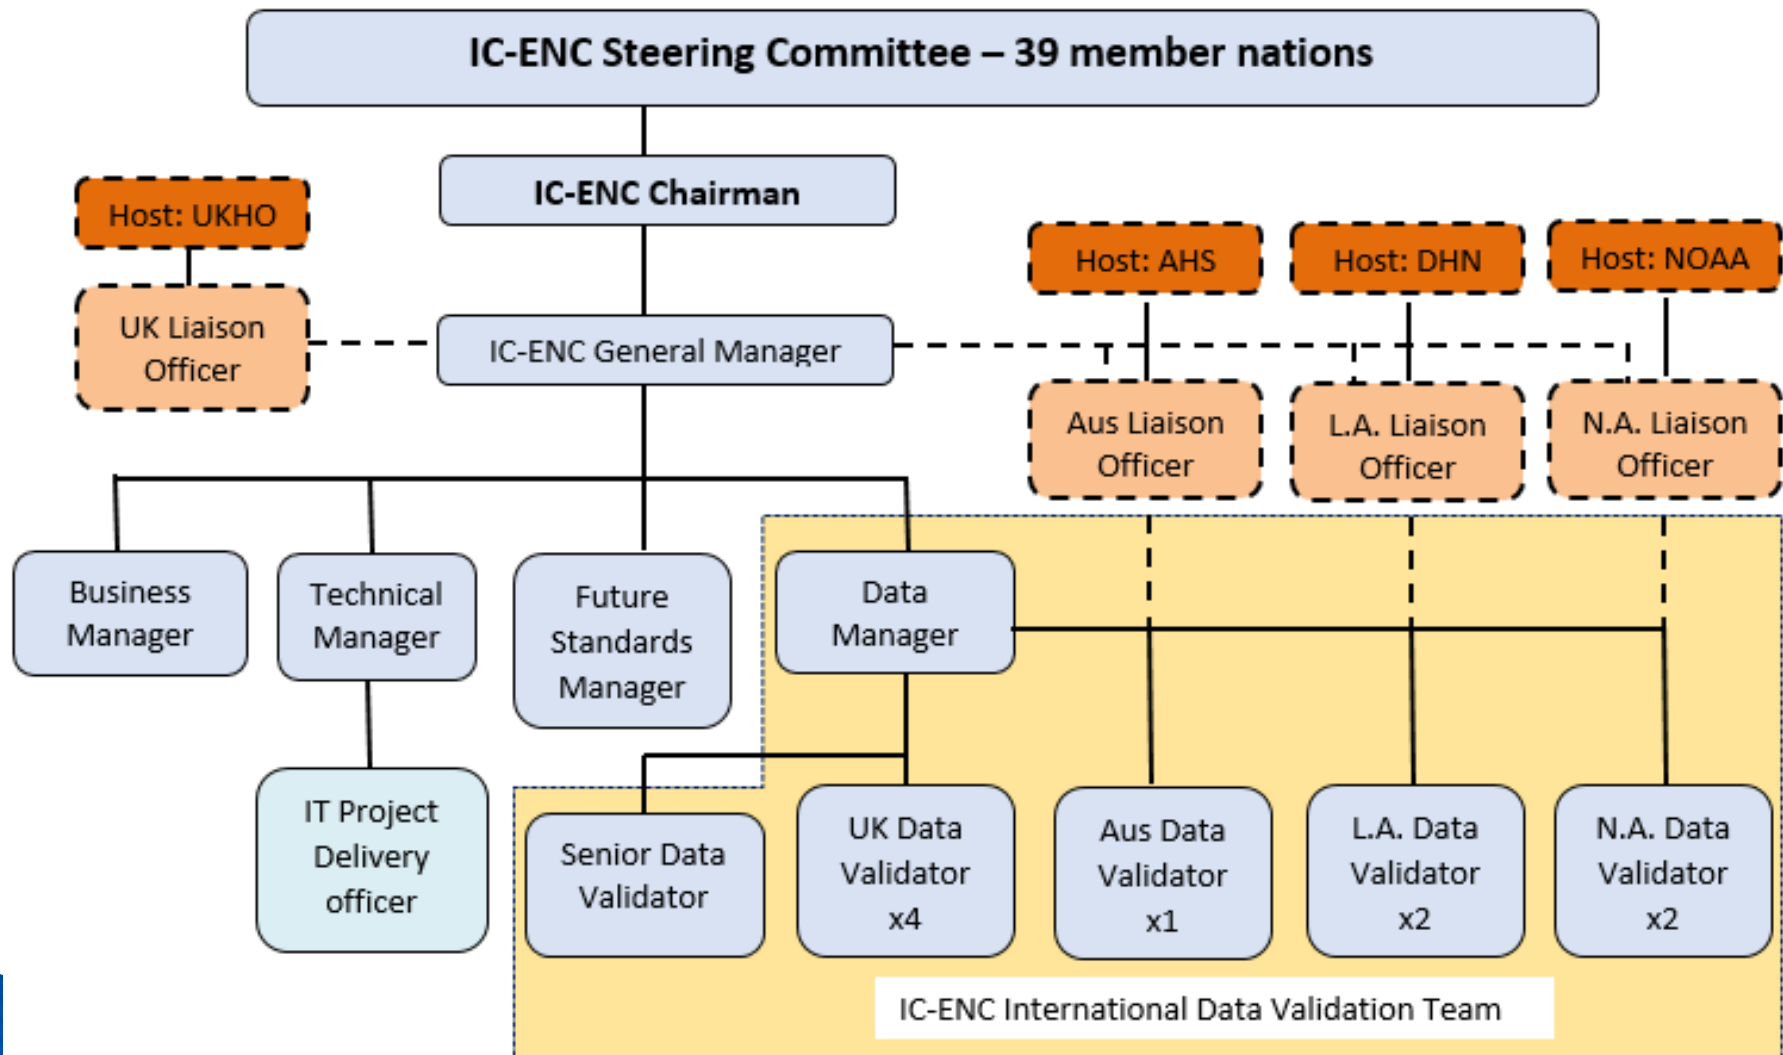 IC-ENC Steering Committee – 39 member nations
IC-ENC Chairman
Host: UKHO
Host: AHS
Host: DHN
Host: NOAA
UK Liaison
Officer
IC-ENC General Manager
Aus Liaison
Officer
L.A. Liaison
Officer
N.A. Liaison
Officer
Business
Manager
Technical
Manager
Future
Standards
Manager
Data
Manager
IT Project
Delivery
officer
Senior Data
Validator
UK Data
Validator
x4
Aus Data
Validator
x1
L.A. Data
Validator
x2
N.A. Data
Validator
x2
IC-ENC International Data Validation Team